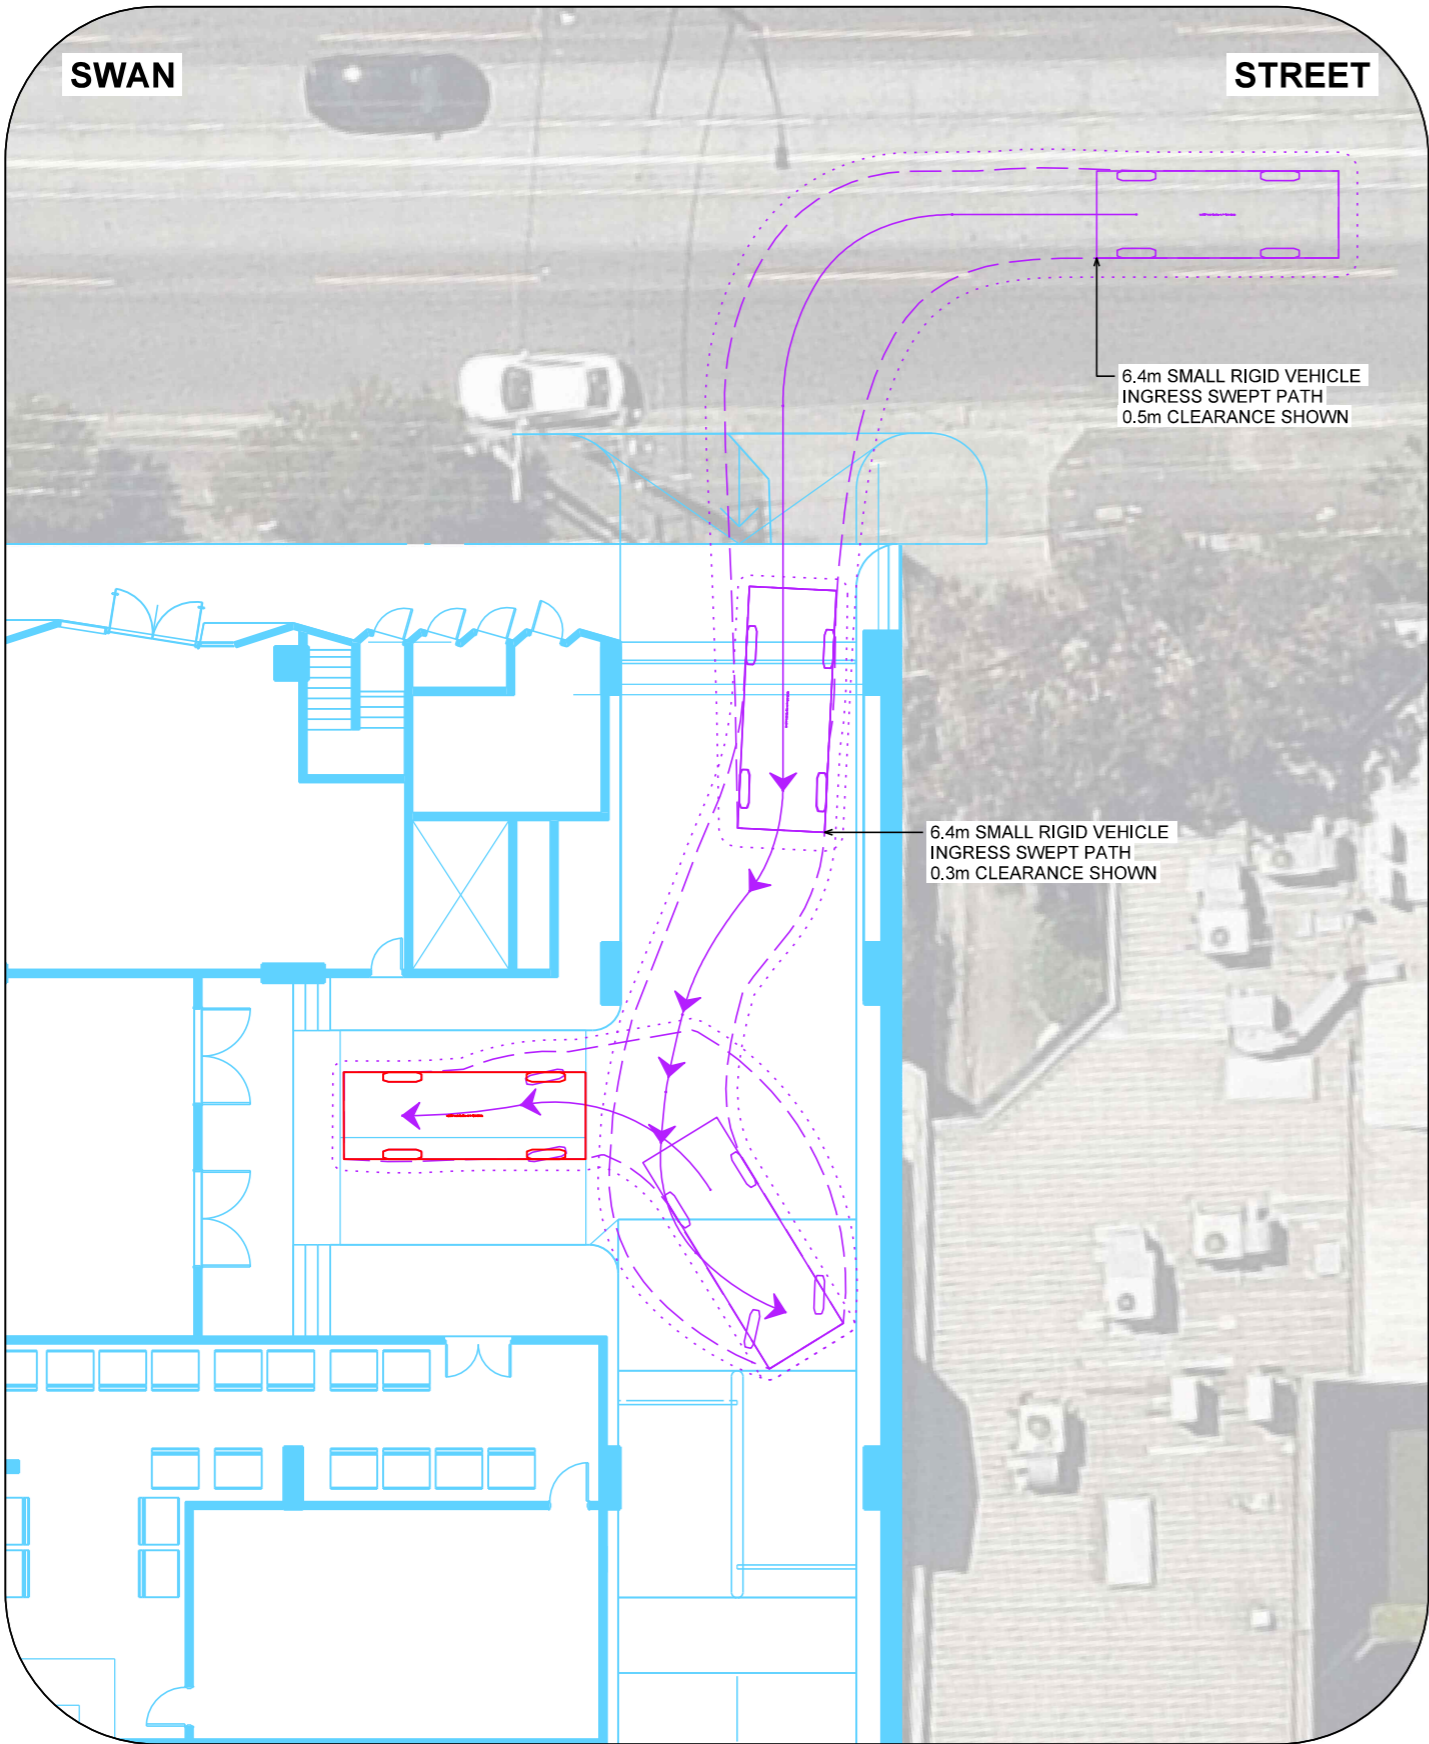 SWAN
STREET
6.4m SMALL RIGID VEHICLE
INGRESS SWEPT PATH
0.5m CLEARANCE SHOWN
6.4m SMALL RIGID VEHICLE
INGRESS SWEPT PATH
0.3m CLEARANCE SHOWN